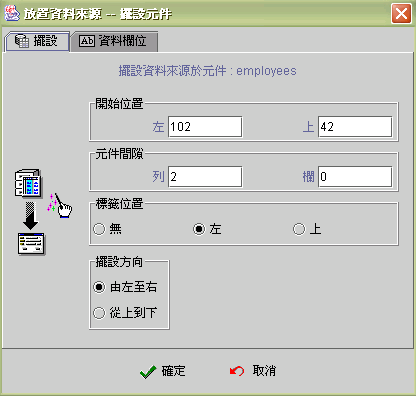 放置資料來源 -- 擺設元件
擺設 Ab 資料欄位
擺設資料來源於元件 : employees
開始位置
左 102 上 42
元件間隙
列 2 欄 0
標籤位置
無 左 上
擺設方向
由左至右
從上到下
確定 取消